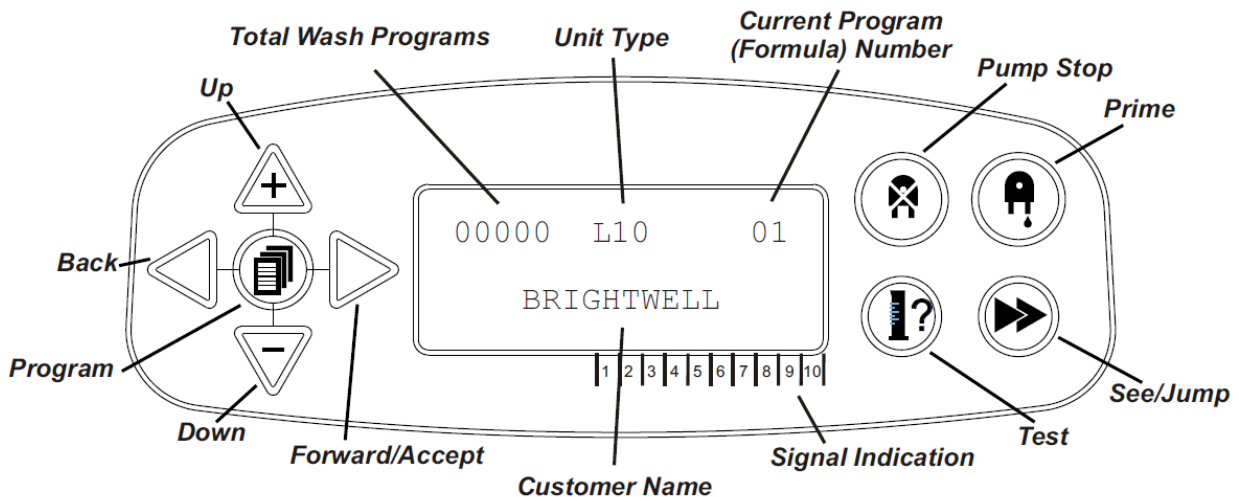 Total Wash Programs
Unit Type
Current Program
(Formula) Number
Pump Stop
Prime
Up
+
00000 L10 01
Back
BRIGHTWELL
?
Program
-
1 2 3 4 5 6 7 8 9 10
See/Jump
Down
Forward/Accept
Test
Signal Indication
Customer Name